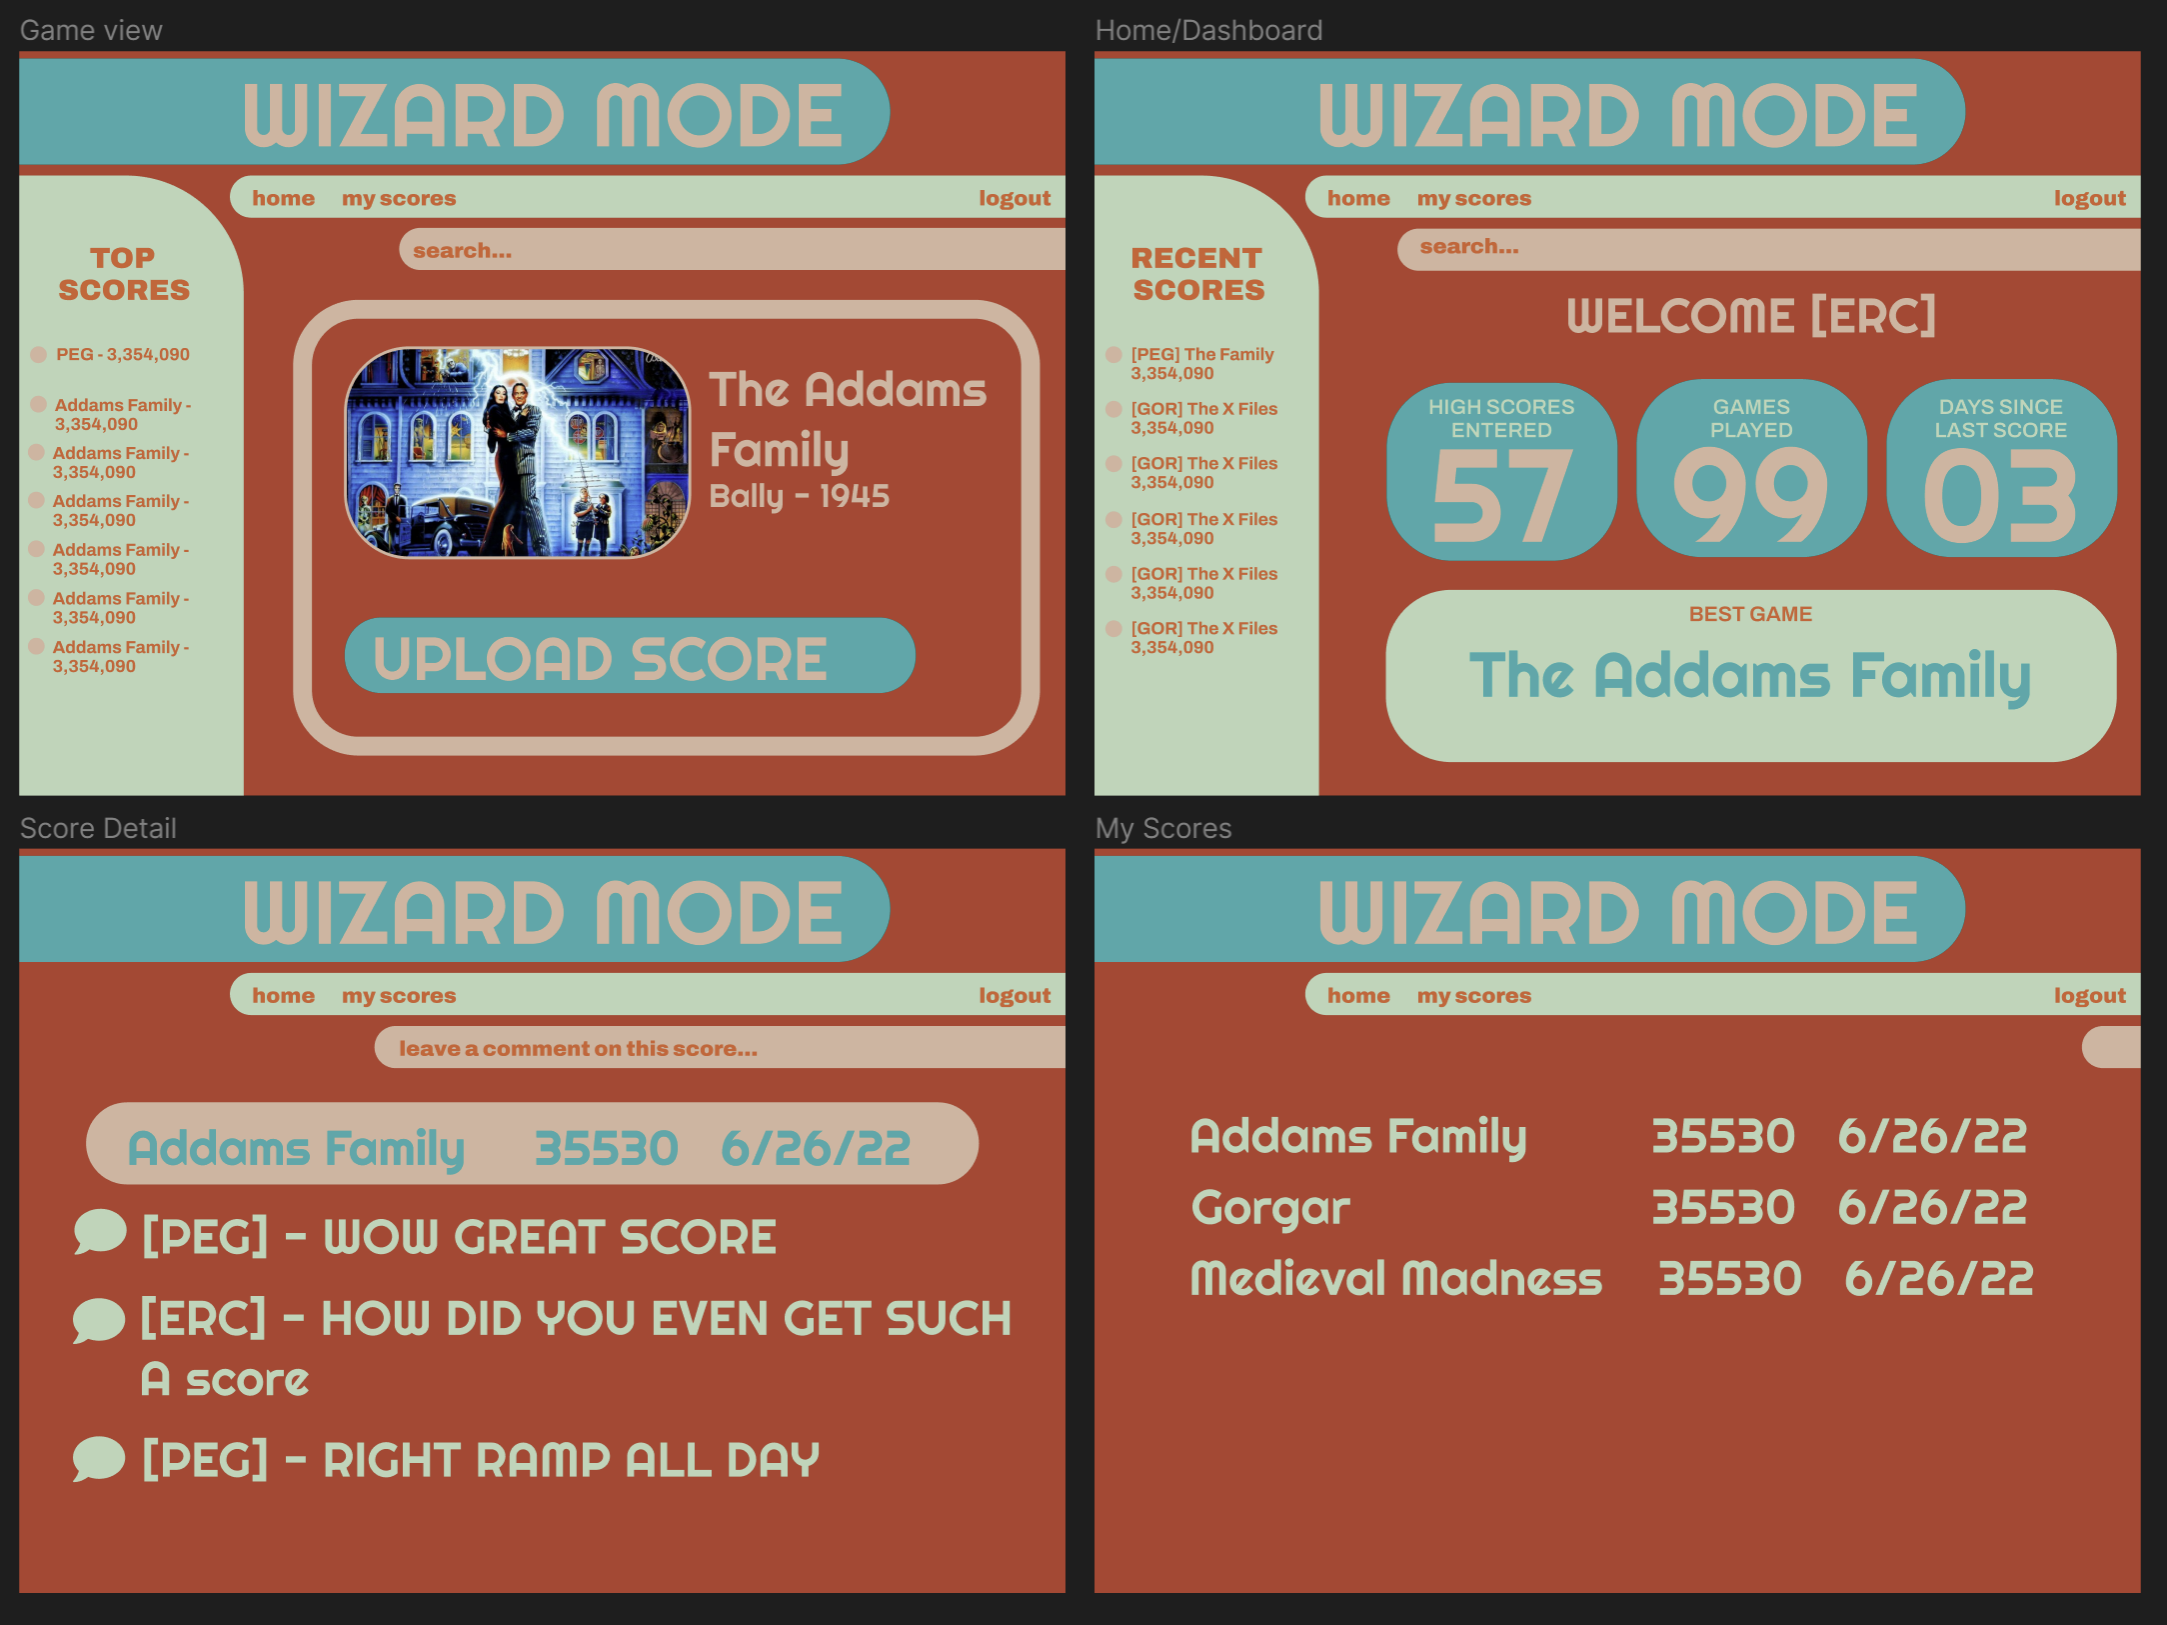 Game view
WIZARD MODE
home my scores logout
search...
TOP
SCORES
PEG - 3,354,090
Addams Family -
3,354,090
Addams Family -
3,354,090
Addams Family -
3,354,090
Addams Family -
3,354,090
Addams Family -
3,354,090
Addams Family -
3,354,090
The Addams
Family
Bally - 1945
UPLOAD SCORE
Home/Dashboard
WIZARD MODE
home my scores logout
search...
RECENT
SCORES
[PEG] The Family
3,354,090
[GOR] The X Files
3,354,090
[GOR] The X Files
3,354,090
[GOR] The X Files
3,354,090
[GOR] The X Files
3,354,090
[GOR] The X Files
3,354,090
WELCOME [ERC]
HIGH SCORES
ENTERED
57
GAMES
PLAYED
99
DAYS SINCE
LAST SCORE
03
BEST GAME
The Addams Family
Score Detail
WIZARD MODE
home my scores logout
leave a comment on this score...
Addams Family 35530 6/26/22
[PEG] - WOW GREAT SCORE
[ERC] - HOW DID YOU EVEN GET SUCH
A score
[PEG] - RIGHT RAMP ALL DAY
My Scores
WIZARD MODE
home my scores logout
Addams Family 35530 6/26/22
Gorgar 35530 6/26/22
Medieval Madness 35530 6/26/22